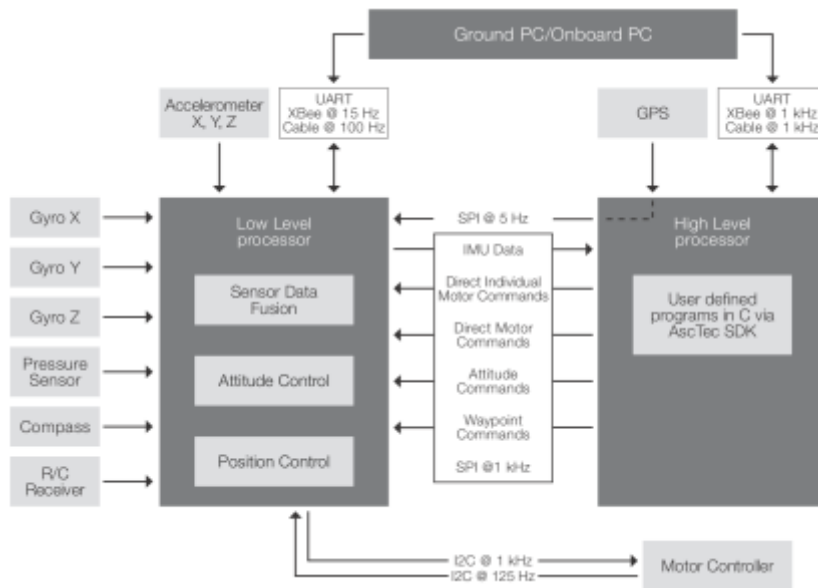 Ground PC/Onboard PC
Accelerometer
X, Y, Z
UART
XBee @ 15 Hz
Cable @ 100 Hz
GPS
UART
XBee @ 1 kHz
Cable @ 1 kHz
Gyro X
Gyro Y
Gyro Z
Pressure
Sensor
Compass
R/C
Receiver
Low Level
processor
Sensor Data
Fusion
Attitude Control
Position Control
SPI @ 5 Hz
IMU Data
Direct Individual
Motor Commands
Direct Motor
Commands
Attitude
Commands
Waypoint
Commands
SPI @1 kHz
High Level
processor
User defined
programs in C via
AscTec SDK
I2C @ 1 kHz
I2C @ 125 Hz
Motor Controller